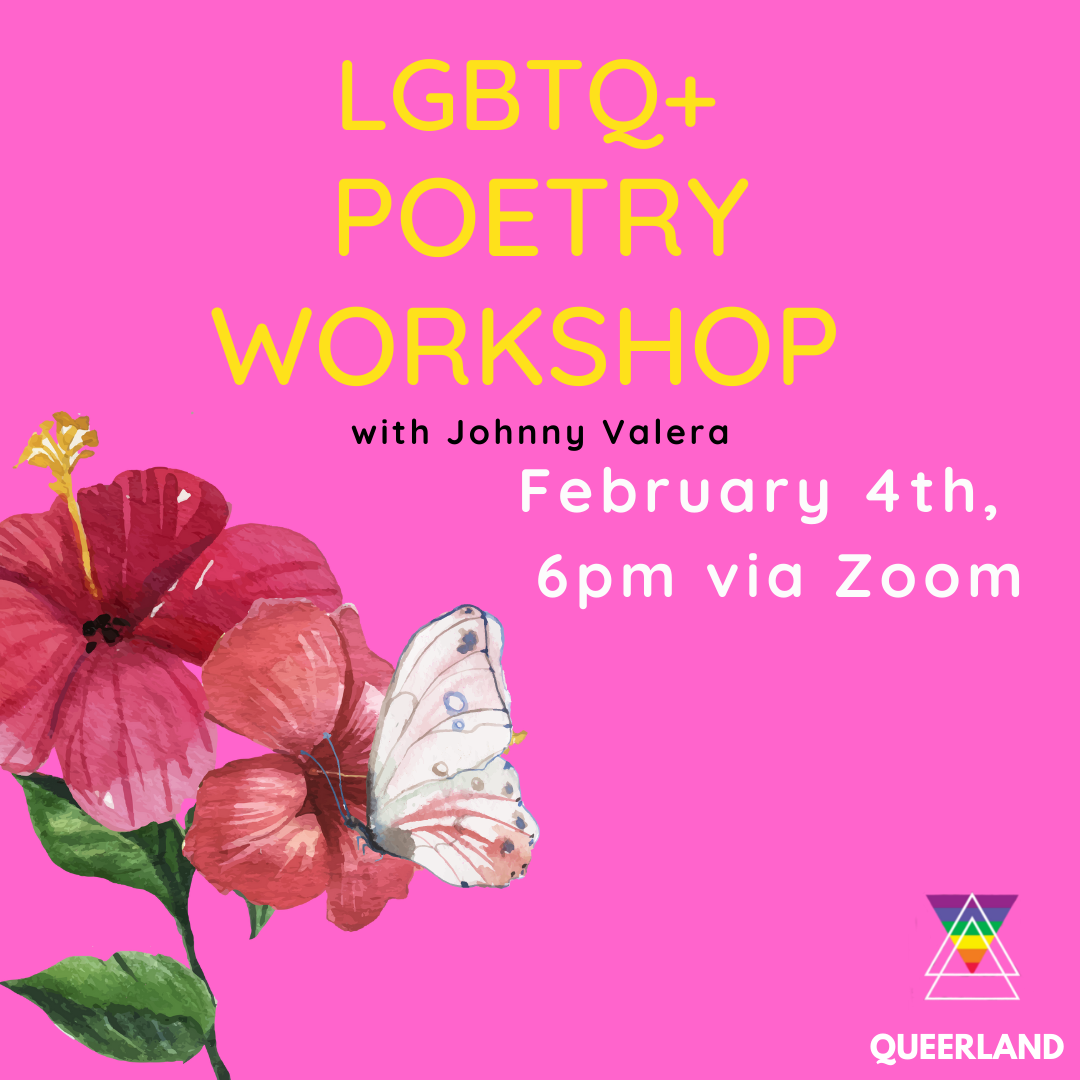 LGBTQ+
POETRY
WORKSHOP
with Johnny Valera
February 4th,
6pm via Zoom
QUEERLAND